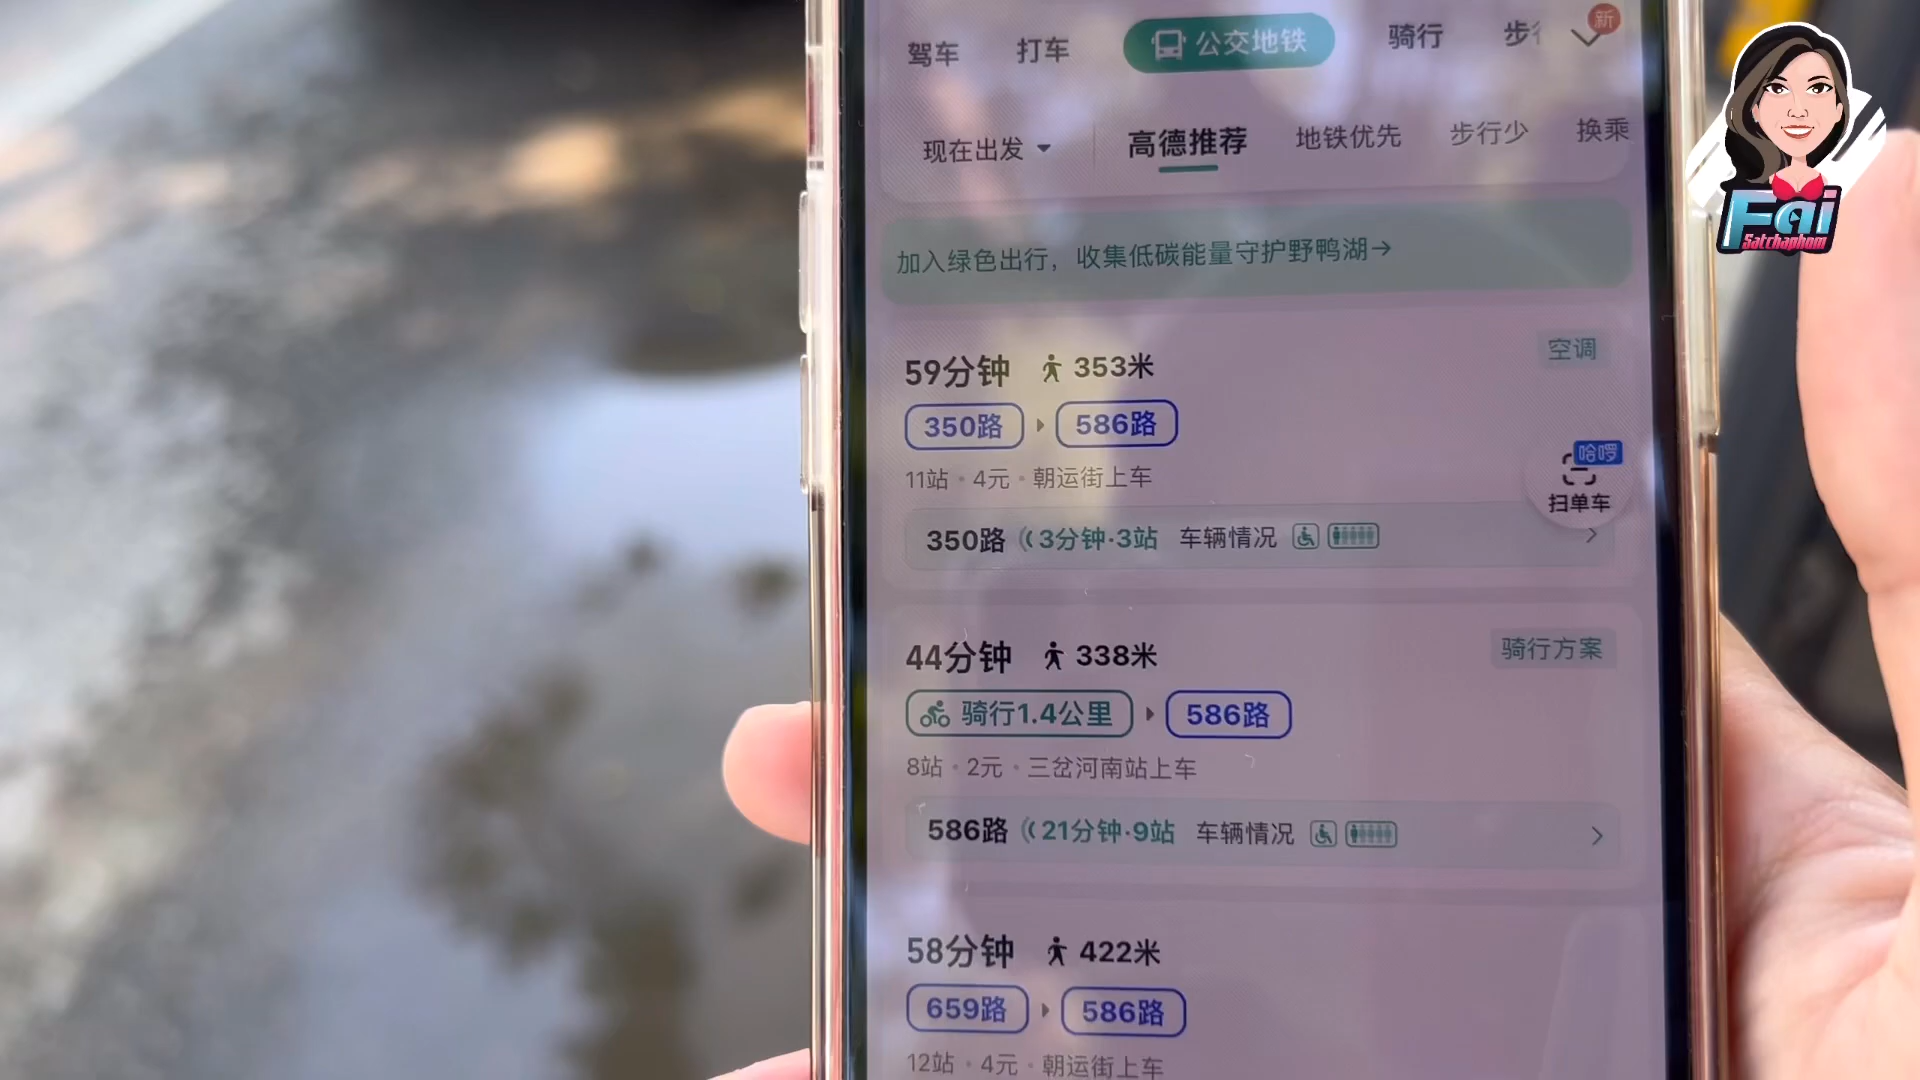 驾车 打车 公交地铁 骑行 步行 新
现在出发 高德推荐 地铁优先 步行少 换乘
加入绿色出行，收集低碳能量守护野鸭湖→
59分钟 353米 空调
350路 586路
11站·4元·朝运街上车
哈啰
扫单车
350路 3分钟·3站 车辆情况
44分钟 338米 骑行方案
骑行1.4公里 586路
8站·2元·三岔河南站上车
586路 21分钟·9站 车辆情况
58分钟 422米
659路 586路
12站·4元·朝运街上车
Fai
Satchaphom